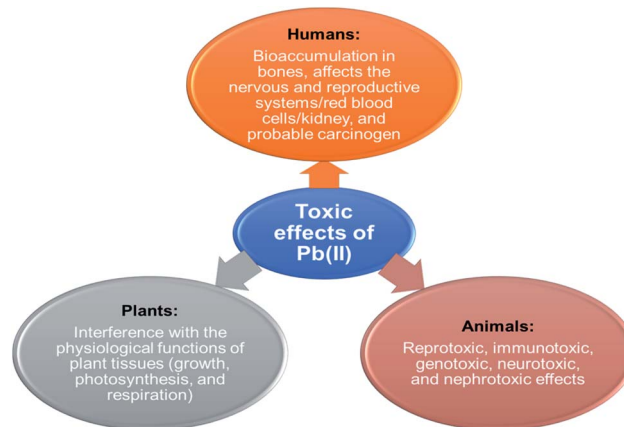 Humans:
Bioaccumulation in
bones, affects the
nervous and reproductive
systems/red blood
cells/kidney, and
probable carcinogen
Toxic
effects of
Pb(II)
Plants:
Interference with the
physiological functions of
plant tissues (growth,
photosynthesis, and
respiration)
Animals:
Reprotoxic, immunotoxic,
genotoxic, neurotoxic,
and nephrotoxic effects